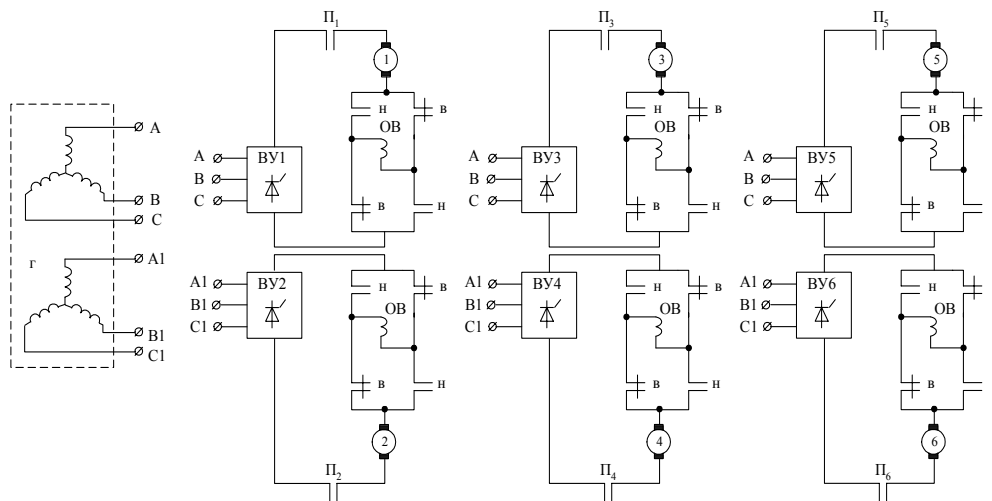 П1 П3 П5
1 3 5
н в н в н в
ОВ ОВ ОВ
A
B
C
г
A1
B1
C1
A ВУ1 A ВУ3 A ВУ5
B B B
C C C
в н в н в н
A1 ВУ2 A1 ВУ4 A1 ВУ6
B1 B1 B1
C1 C1 C1
н в н в н
ОВ ОВ ОВ
в н в н в
2 4 6
П2 П4 П6